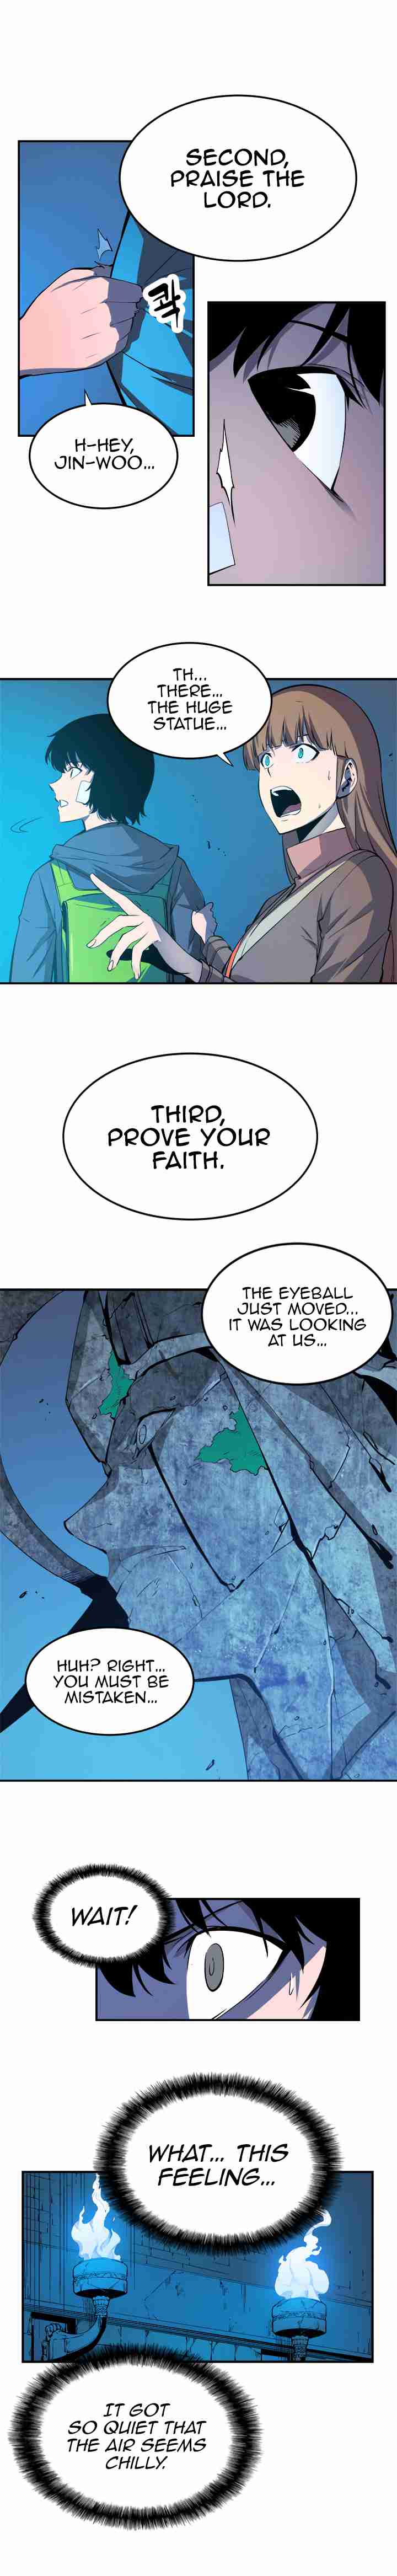 SECOND,
PRAISE THE
LORD.
콱
H-HEY,
JIN-WOO...
TH...
THERE...
THE HUGE
STATUE...
THIRD,
PROVE YOUR
FAITH.
THE EYEBALL
JUST MOVED...
IT WAS LOOKING
AT US...
HUH? RIGHT...
YOU MUST BE
MISTAKEN...
WAIT!
WHAT... THIS
FEELING...
IT GOT
SO QUIET THAT
THE AIR SEEMS
CHILLY.